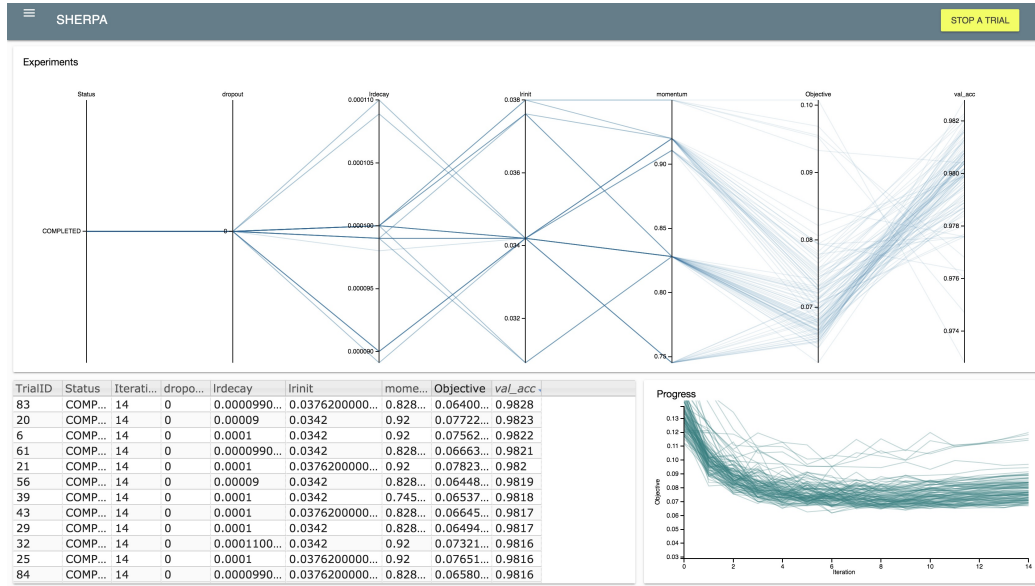 SHERPA
STOP A TRIAL
Experiments
Status dropout lrdecay lrinit momentum Objective val_acc
0.000110 0.038 0.10
0.982
0.000105 0.036 0.90 0.09 0.980
COMPLETED 0 0.000100 0.034 0.85 0.08 0.978
0.000095 0.80 0.976
0.032 0.07
0.974
0.000090 0.75
TrialID Status Iterati... dropo... lrdecay lrinit mome... Objective val_acc
83 COMP... 14 0 0.0000990... 0.0376200000... 0.828... 0.06400... 0.9828
20 COMP... 14 0 0.00009 0.0342 0.92 0.07722... 0.9823
6 COMP... 14 0 0.0001 0.0342 0.92 0.07562... 0.9822
61 COMP... 14 0 0.0000990... 0.0342 0.828... 0.06663... 0.9821
21 COMP... 14 0 0.0001 0.0376200000... 0.92 0.07823... 0.982
56 COMP... 14 0 0.00009 0.0342 0.828... 0.06448... 0.9819
39 COMP... 14 0 0.0001 0.0342 0.745... 0.06537... 0.9818
43 COMP... 14 0 0.0001 0.0376200000... 0.828... 0.06645... 0.9817
29 COMP... 14 0 0.0001 0.0342 0.828... 0.06494... 0.9817
32 COMP... 14 0 0.0001100... 0.0342 0.92 0.07321... 0.9816
25 COMP... 14 0 0.0001 0.0376200000... 0.92 0.07651... 0.9816
84 COMP... 14 0 0.0000990... 0.0376200000... 0.828... 0.06580... 0.9816
Progress
0.13
0.12
0.11
0.10
0.09
0.08
0.07
0.06
0.05
0.04
0.03
Objective
0 2 4 6 8 10 12 14
Iteration